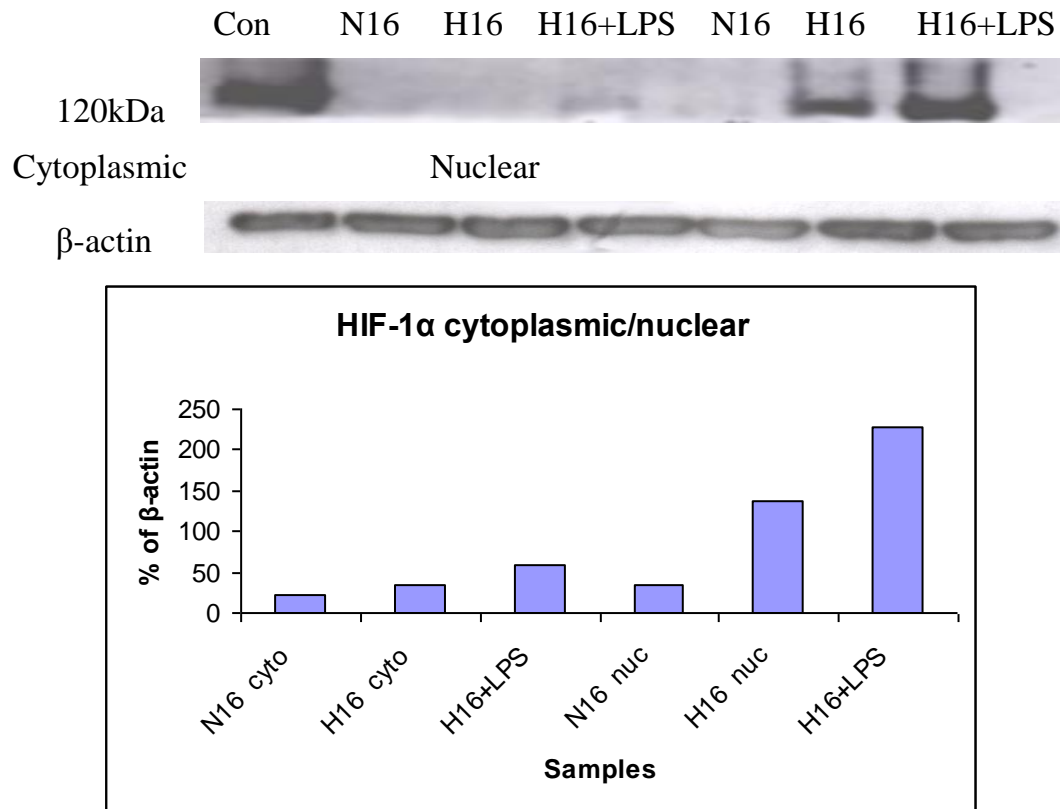 Con N16 H16 H16+LPS N16 H16 H16+LPS
120kDa
Cytoplasmic Nuclear
β-actin
HIF-1α cytoplasmic/nuclear
% of β-actin
250
200
150
100
50
0
N16 cyto
H16 cyto
H16+LPS
N16 nuc
H16 nuc
H16+LPS
Samples